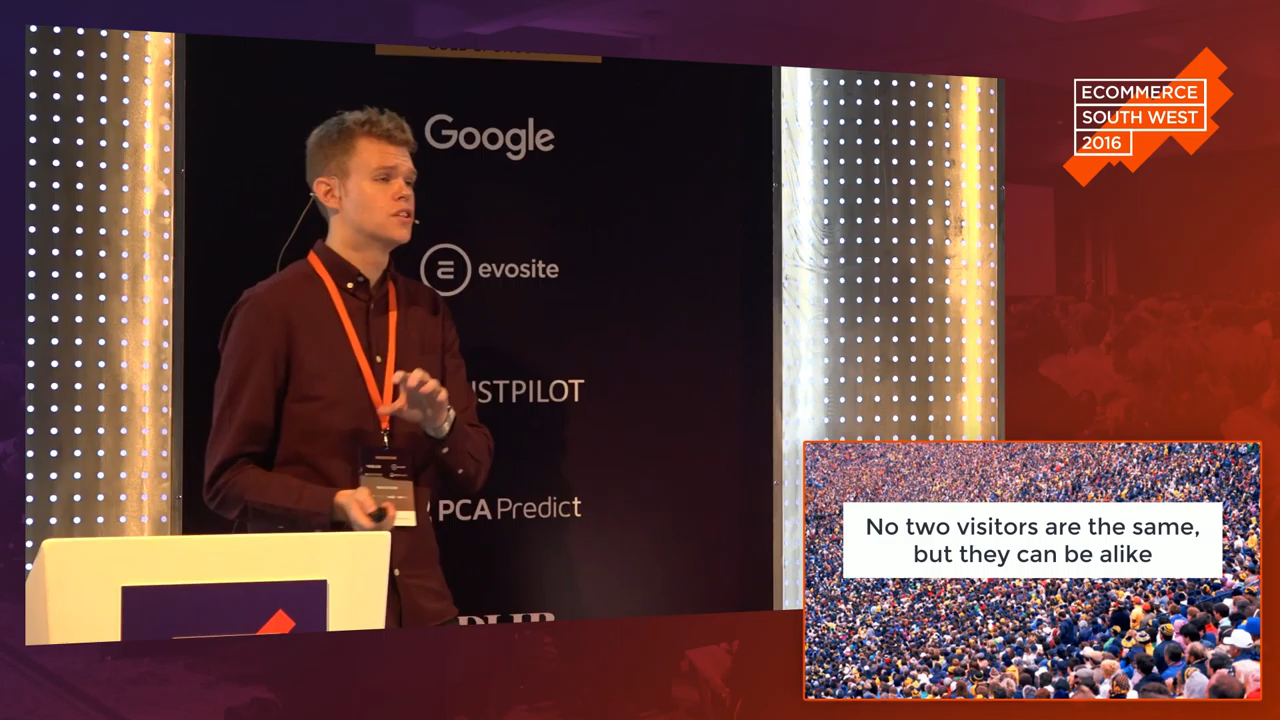 Google
evosite
STPILOT
PCA Predict
ECOMMERCE
SOUTH WEST
2016
No two visitors are the same,
but they can be alike